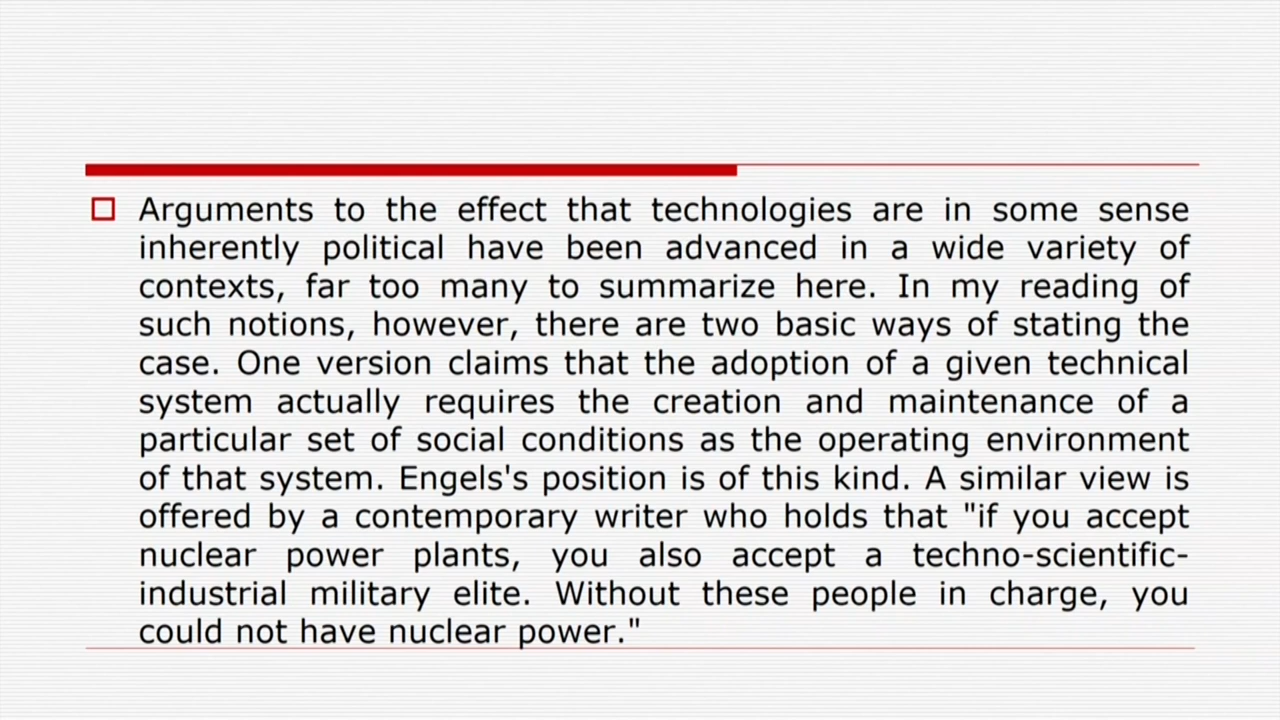 Arguments to the effect that technologies are in some sense
inherently political have been advanced in a wide variety of
contexts, far too many to summarize here. In my reading of
such notions, however, there are two basic ways of stating the
case. One version claims that the adoption of a given technical
system actually requires the creation and maintenance of a
particular set of social conditions as the operating environment
of that system. Engels's position is of this kind. A similar view is
offered by a contemporary writer who holds that "if you accept
nuclear power plants, you also accept a techno-scientific-
industrial military elite. Without these people in charge, you
could not have nuclear power."